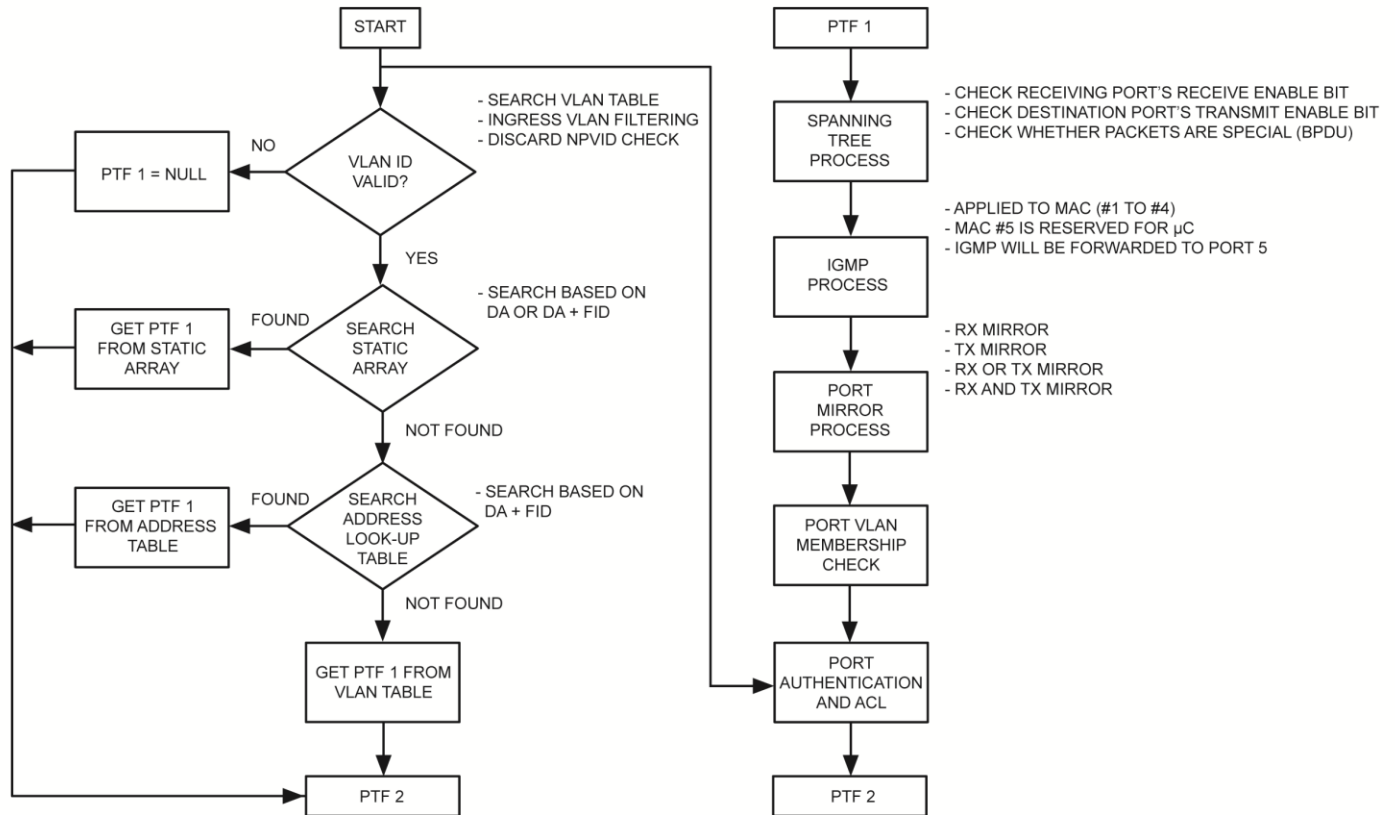 START
- SEARCH VLAN TABLE
- INGRESS VLAN FILTERING
- DISCARD NPVID CHECK
NO
VLAN ID
VALID?
PTF 1 = NULL
YES
- SEARCH BASED ON
DA OR DA + FID
FOUND
SEARCH
STATIC
ARRAY
GET PTF 1
FROM STATIC
ARRAY
NOT FOUND
FOUND
SEARCH
ADDRESS
LOOK-UP
TABLE
- SEARCH BASED ON
DA + FID
GET PTF 1
FROM ADDRESS
TABLE
NOT FOUND
GET PTF 1 FROM
VLAN TABLE
PTF 2
PTF 1
SPANNING
TREE
PROCESS
- CHECK RECEIVING PORT'S RECEIVE ENABLE BIT
- CHECK DESTINATION PORT'S TRANSMIT ENABLE BIT
- CHECK WHETHER PACKETS ARE SPECIAL (BPDU)
IGMP
PROCESS
- APPLIED TO MAC (#1 TO #4)
- MAC #5 IS RESERVED FOR µC
- IGMP WILL BE FORWARDED TO PORT 5
PORT
MIRROR
PROCESS
- RX MIRROR
- TX MIRROR
- RX OR TX MIRROR
- RX AND TX MIRROR
PORT VLAN
MEMBERSHIP
CHECK
PORT
AUTHENTICATION
AND ACL
PTF 2